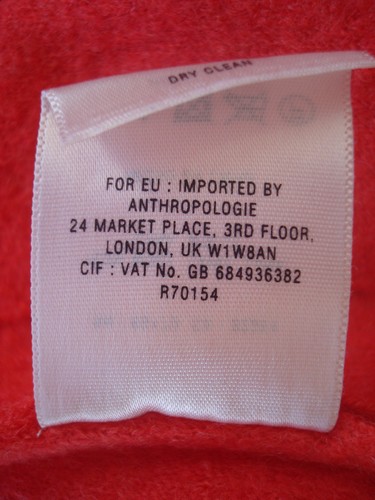 DRY CLEAN
FOR EU : IMPORTED BY
ANTHROPOLOGIE
24 MARKET PLACE, 3RD FLOOR,
LONDON, UK W1W8AN
CIF : VAT No. GB 684936382
R70154